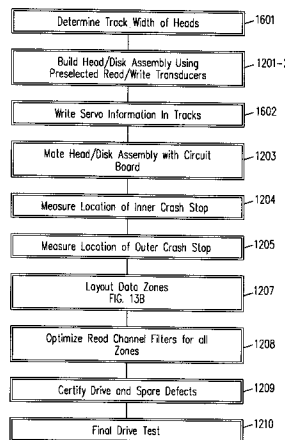 Determine Track Width of Heads
1601
Build Head/Disk Assembly Using
Preselected Read/Write Transducers
1201-2
Write Servo Information In Tracks
1602
Mate Head/Disk Assembly with Circuit
Board
1203
Measure Location of Inner Crash Stop
1204
Measure Location of Outer Crash Stop
1205
Layout Data Zones
FIG. 13B
1207
Optimize Read Channel Filters for all
Zones
1208
Certify Drive and Spare Defects
1209
Final Drive Test
1210